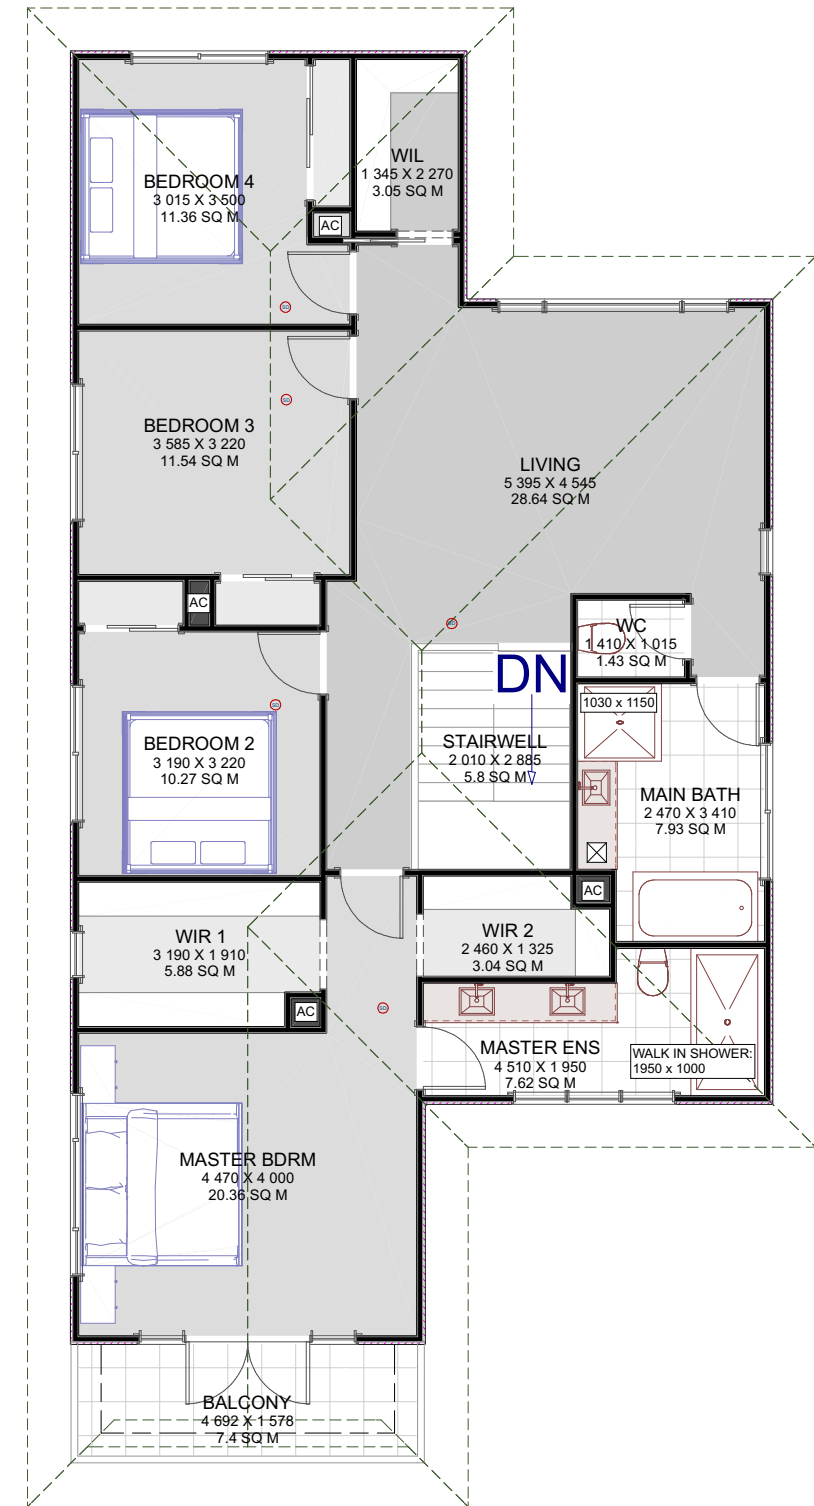 WIL
1 345 X 2 270
3.05 SQ M
BEDROOM 4
3 015 X 3 500
11.36 SQ M
AC
SD
SD
BEDROOM 3
3 585 X 3 220
11.54 SQ M
LIVING
5 395 X 4 545
28.64 SQ M
AC
SD
WC
1 410 X 1 015
1.43 SQ M
DN
1030 x 1150
SD
BEDROOM 2
3 190 X 3 220
10.27 SQ M
STAIRWELL
2 010 X 2 885
5.8 SQ M
MAIN BATH
2 470 X 3 410
7.93 SQ M
AC
WIR 1
3 190 X 1 910
5.88 SQ M
WIR 2
2 460 X 1 325
3.04 SQ M
AC
SD
MASTER ENS
4 510 X 1 950
7.62 SQ M
WALK IN SHOWER:
1950 x 1000
MASTER BDRM
4 470 X 4 000
20.36 SQ M
BALCONY
4 692 X 1 578
7.4 SQ M